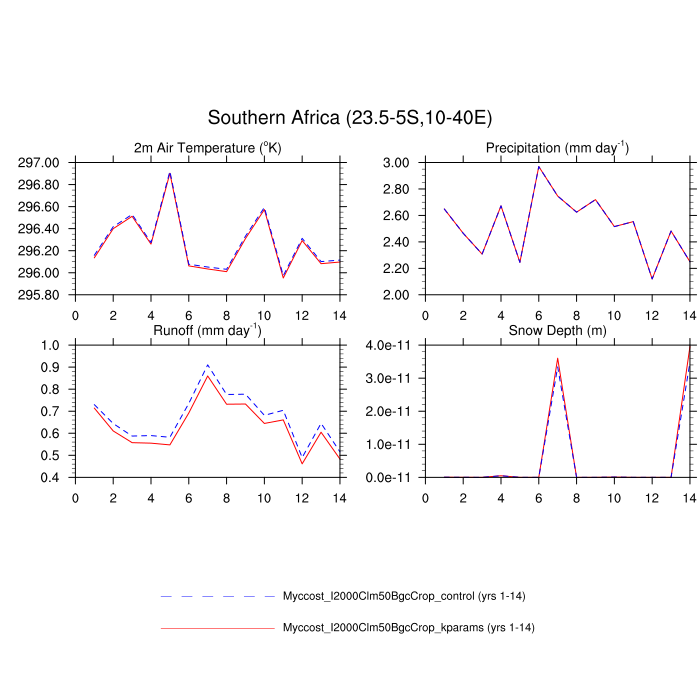 Southern Africa (23.5-5S,10-40E)
2m Air Temperature (°K)
297.00
296.80
296.60
296.40
296.20
296.00
295.80
0 2 4 6 8 10 12 14
Precipitation (mm day⁻¹)
3.00
2.80
2.60
2.40
2.20
2.00
0 2 4 6 8 10 12 14
Runoff (mm day⁻¹)
1.0
0.9
0.8
0.7
0.6
0.5
0.4
0 2 4 6 8 10 12 14
Snow Depth (m)
4.0e-11
3.0e-11
2.0e-11
1.0e-11
0.0e-11
0 2 4 6 8 10 12 14
Myccost_I2000Clm50BgcCrop_control (yrs 1-14)
Myccost_I2000Clm50BgcCrop_kparams (yrs 1-14)